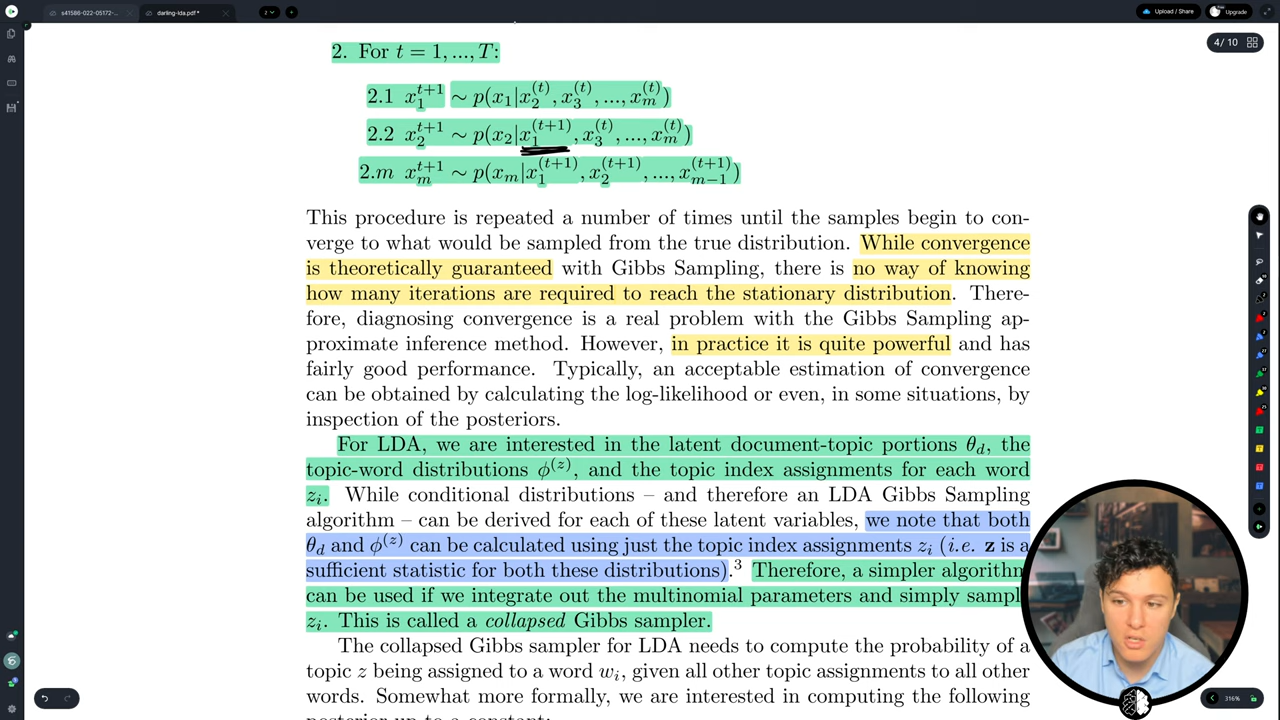 s41586-022-05172-...
darling-lda.pdf*
2
Upload / Share
Upgrade
4/10
2. For t = 1, ..., T:
2.1 x_1^{t+1} ∼ p(x_1|x_2^{(t)}, x_3^{(t)}, ..., x_m^{(t)})
2.2 x_2^{t+1} ∼ p(x_2|x_1^{(t+1)}, x_3^{(t)}, ..., x_m^{(t)})
2.m x_m^{t+1} ∼ p(x_m|x_1^{(t+1)}, x_2^{(t+1)}, ..., x_{m−1}^{(t+1)})
This procedure is repeated a number of times until the samples begin to con-
verge to what would be sampled from the true distribution. While convergence
is theoretically guaranteed with Gibbs Sampling, there is no way of knowing
how many iterations are required to reach the stationary distribution. There-
fore, diagnosing convergence is a real problem with the Gibbs Sampling ap-
proximate inference method. However, in practice it is quite powerful and has
fairly good performance. Typically, an acceptable estimation of convergence
can be obtained by calculating the log-likelihood or even, in some situations, by
inspection of the posteriors.
For LDA, we are interested in the latent document-topic portions θ_d, the
topic-word distributions φ^{(z)}, and the topic index assignments for each word
z_i. While conditional distributions – and therefore an LDA Gibbs Sampling
algorithm – can be derived for each of these latent variables, we note that both
θ_d and φ^{(z)} can be calculated using just the topic index assignments z_i (i.e. z is a
sufficient statistic for both these distributions).³ Therefore, a simpler algorithm
can be used if we integrate out the multinomial parameters and simply sampl
z_i. This is called a collapsed Gibbs sampler.
The collapsed Gibbs sampler for LDA needs to compute the probability of a
topic z being assigned to a word w_i, given all other topic assignments to all other
words. Somewhat more formally, we are interested in computing the following
posterior up to a constant:
316%